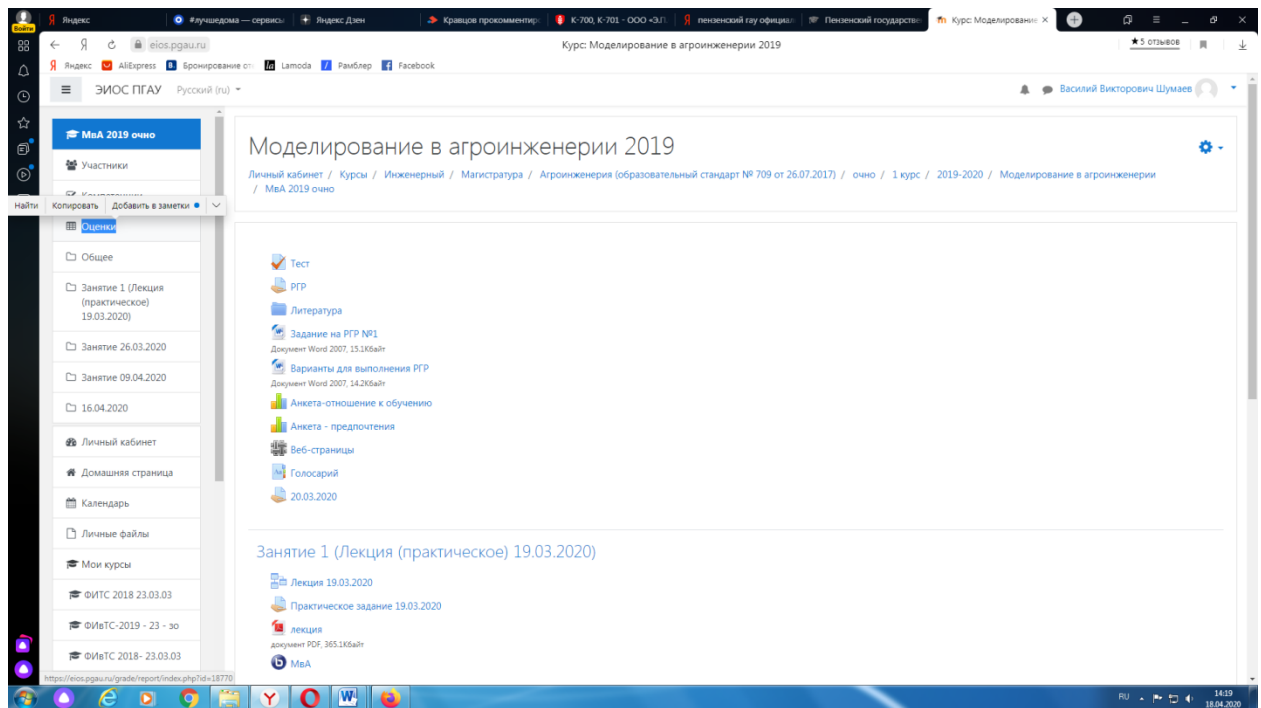 Войти
Яндекс
#лучшедома — сервисы
Яндекс.Дзен
Кравцов прокомментир
К-700, К-701 - ООО «Э.П.
пензенский гау официал
Пензенский государстве
Курс: Моделирование
eios.pgau.ru
Курс: Моделирование в агроинженерии 2019
★5 отзывов
Яндекс
AliExpress
Бронирование от
Lamoda
Рамблер
Facebook
ЭИОС ПГАУ
Русский (ru)
Василий Викторович Шумаев
МвА 2019 очно
Участники
Компетенции
Найти
Копировать
Добавить в заметки
Оценки
Общее
Занятие 1 (Лекция
(практическое)
19.03.2020)
Занятие 26.03.2020
Занятие 09.04.2020
16.04.2020
Личный кабинет
Домашняя страница
Календарь
Личные файлы
Мои курсы
ФИТС 2018 23.03.03
ФИвТС-2019 - 23 - зо
ФИвТС 2018- 23.03.03
https://eios.pgau.ru/grade/report/index.php?id=18770
Моделирование в агроинженерии 2019
Личный кабинет / Курсы / Инженерный / Магистратура / Агроинженерия (образовательный стандарт № 709 от 26.07.2017) / очно / 1 курс / 2019-2020 / Моделирование в агроинженерии
/ МвА 2019 очно
Тест
РГР
Литература
Задание на РГР №1
Документ Word 2007, 15.1Кбайт
Варианты для выполнения РГР
Документ Word 2007, 14.2Кбайт
Анкета-отношение к обучению
Анкета - предпочтения
Веб-страницы
Голосарий
20.03.2020
Занятие 1 (Лекция (практическое) 19.03.2020)
Лекция 19.03.2020
Практическое задание 19.03.2020
лекция
документ PDF, 365.1Кбайт
МвА
RU
14:19
18.04.2020